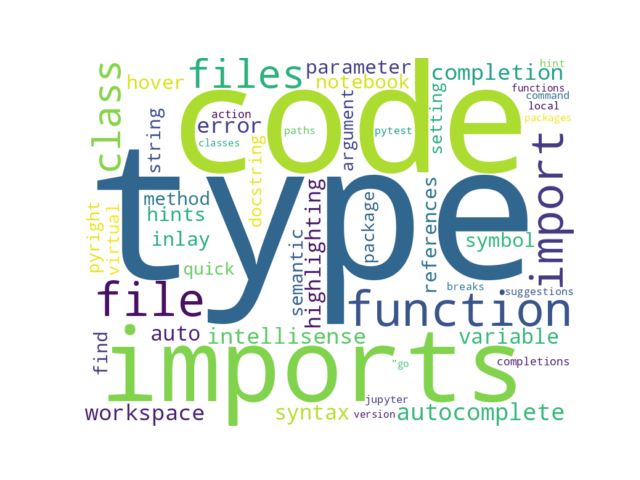 code
files
parameter
completion
hint
hover
notebook
functions
class
command
action
local
error
string
argument
setting
packages
classes
paths
pytest
docstring
import
type
method
hints
inlay
pyright
virtual
quick
semantic
highlighting
package
references
symbol
breaks
suggestions
file
function
find
auto
intellisense
variable
imports
"go
completions
jupyter
workspace
syntax
version
autocomplete